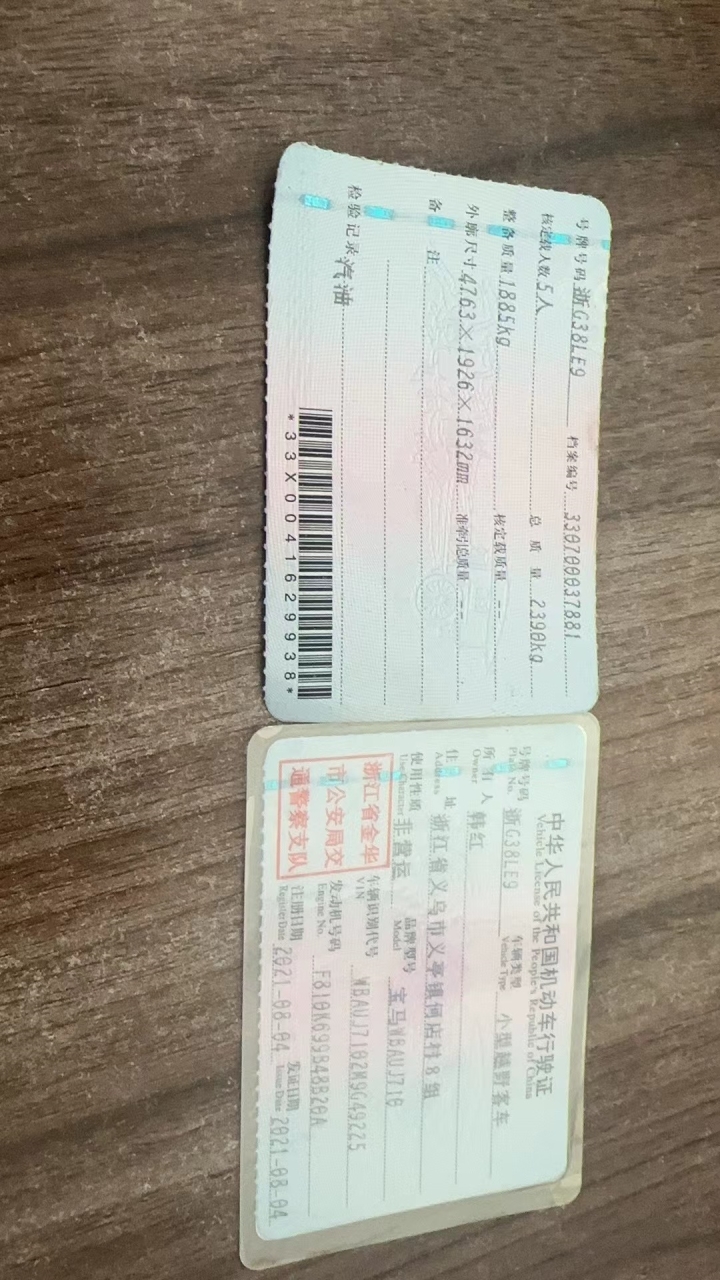 号牌号码 浙G38LE9 档案编号 330700037881
核定载人数 5人 总质量 2390kg
整备质量 1885kg 核定载质量 --
外廓尺寸 4763×1926×1632mm 准牵引总质量 --
备注
检验记录 汽油
*33X0041629938*
中华人民共和国机动车行驶证
Vehicle License of the People's Republic of China
号牌号码 浙G38LE9 车辆类型 小型越野客车
Plate No. Vehicle Type
所有人 韩红
Owner
住址 浙江省义乌市义亭镇何店村8组
Address
使用性质 非营运 品牌型号 宝马WBAUJ710
Use Character Model
浙江省金华
市公安局交
通警察支队
车辆识别代号 WBAUJ7102M9G49225
VIN
发动机号码 F810K699B48B20A
Engine No.
注册日期 2021-08-04 发证日期 2021-08-04
Register Date Issue Date